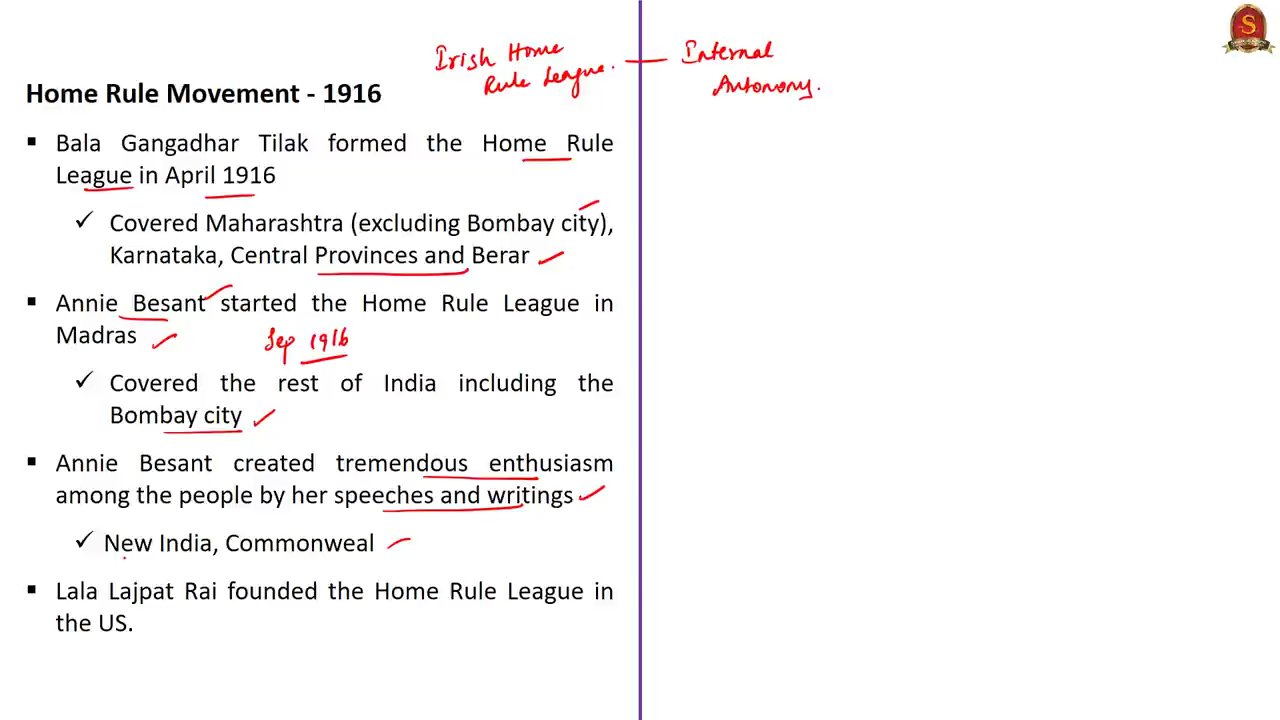 Irish Home
Rule League. — Internal
Autonomy.
Home Rule Movement - 1916
▪ Bala Gangadhar Tilak formed the Home Rule
League in April 1916
✓ Covered Maharashtra (excluding Bombay city),
Karnataka, Central Provinces and Berar
▪ Annie Besant started the Home Rule League in
Madras
Sep 1916
✓ Covered the rest of India including the
Bombay city
▪ Annie Besant created tremendous enthusiasm
among the people by her speeches and writings
✓ New India, Commonweal
▪ Lala Lajpat Rai founded the Home Rule League in
the US.
S